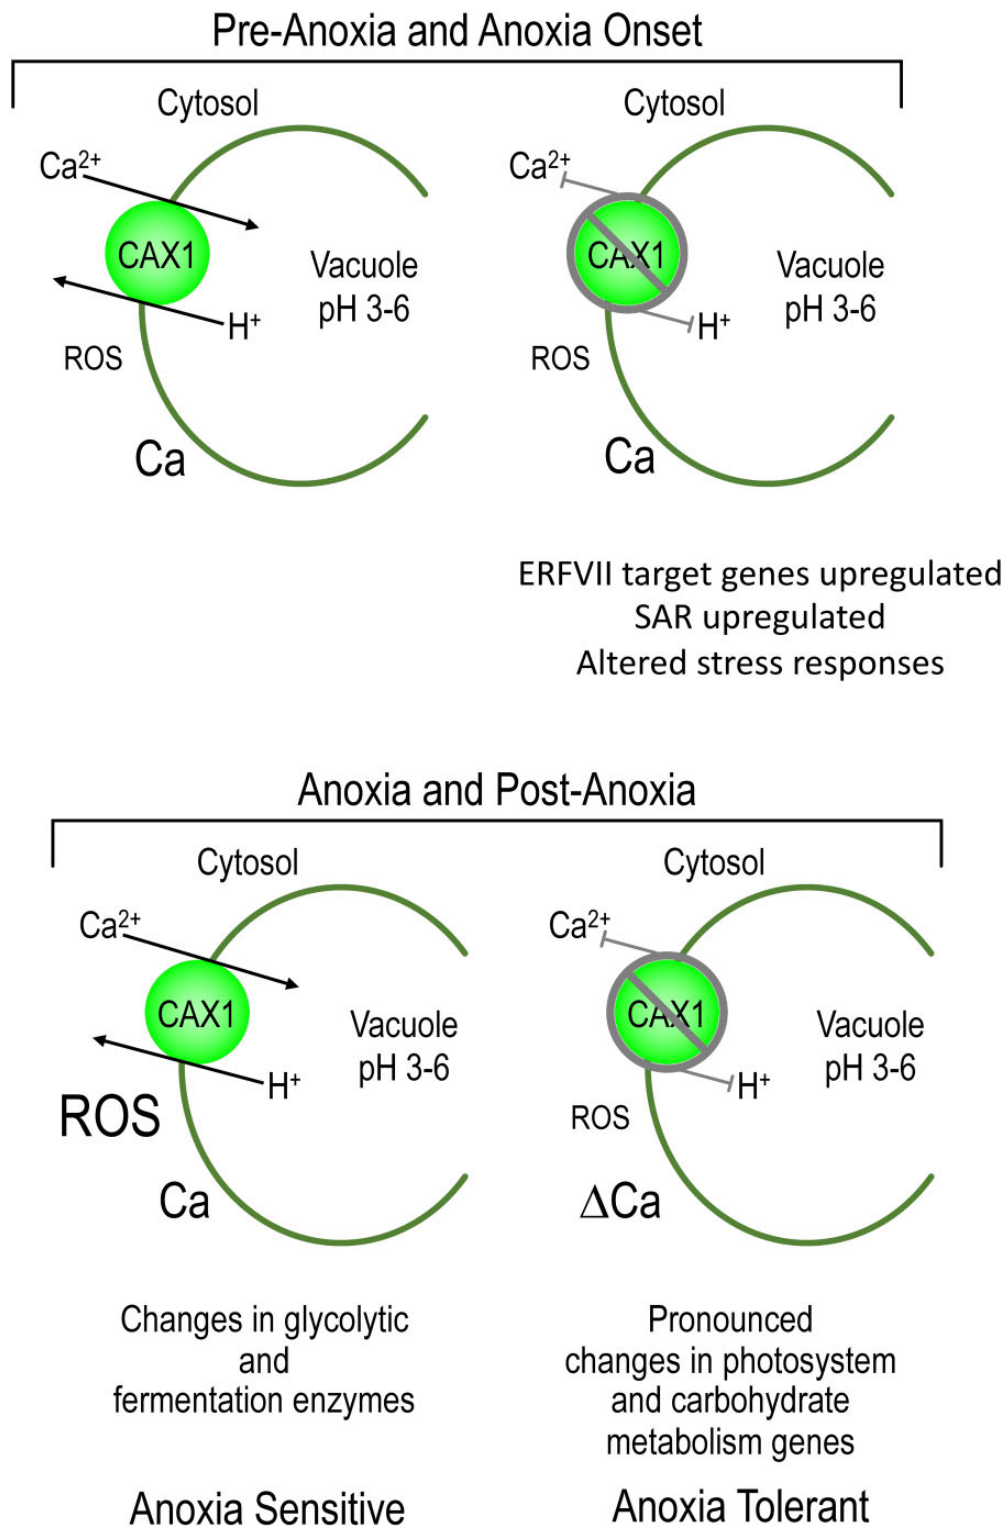 Pre-Anoxia and Anoxia Onset
Cytosol
Ca²⁺
CAX1
Vacuole
pH 3-6
H⁺
ROS
Ca
Cytosol
Ca²⁺
CAX1
Vacuole
pH 3-6
H⁺
ROS
Ca
ERFVII target genes upregulated
SAR upregulated
Altered stress responses
Anoxia and Post-Anoxia
Cytosol
Ca²⁺
CAX1
Vacuole
pH 3-6
H⁺
ROS
Ca
Changes in glycolytic
and
fermentation enzymes
Anoxia Sensitive
Cytosol
Ca²⁺
CAX1
Vacuole
pH 3-6
H⁺
ROS
ΔCa
Pronounced
changes in photosystem
and carbohydrate
metabolism genes
Anoxia Tolerant